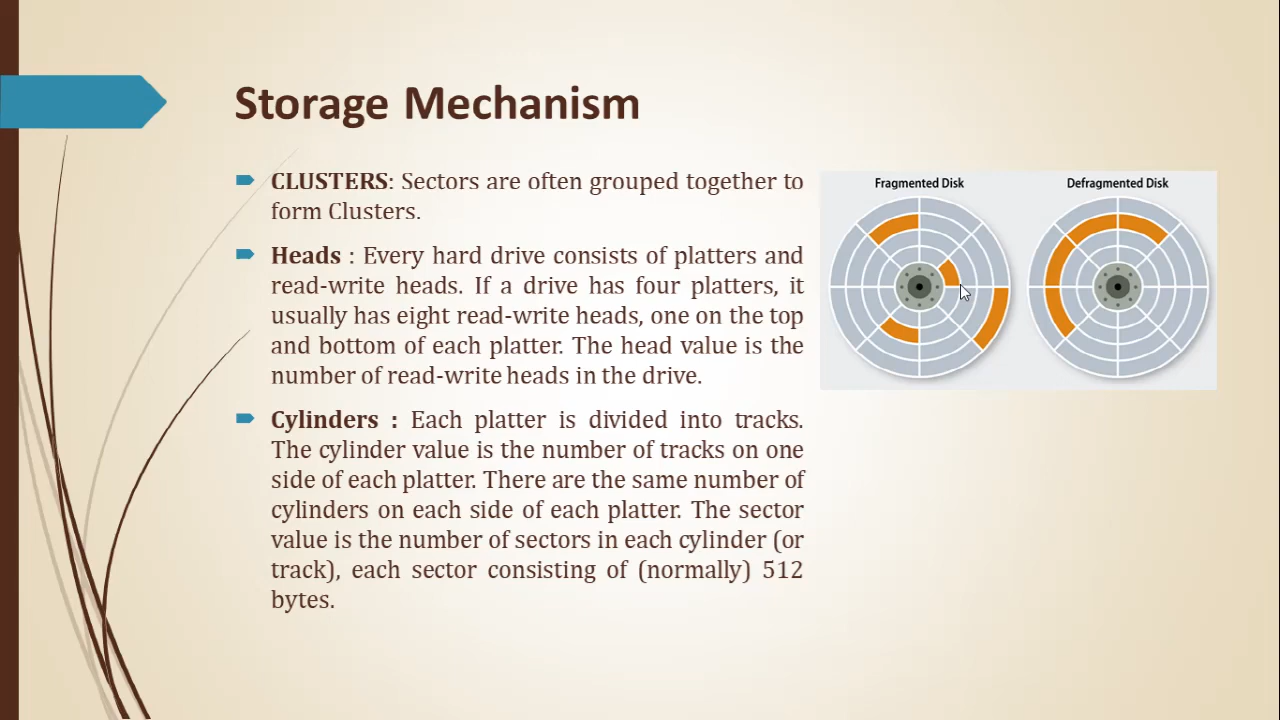 Storage Mechanism
CLUSTERS: Sectors are often grouped together to
form Clusters.
Heads : Every hard drive consists of platters and
read-write heads. If a drive has four platters, it
usually has eight read-write heads, one on the top
and bottom of each platter. The head value is the
number of read-write heads in the drive.
Cylinders : Each platter is divided into tracks.
The cylinder value is the number of tracks on one
side of each platter. There are the same number of
cylinders on each side of each platter. The sector
value is the number of sectors in each cylinder (or
track), each sector consisting of (normally) 512
bytes.
Fragmented Disk
Defragmented Disk